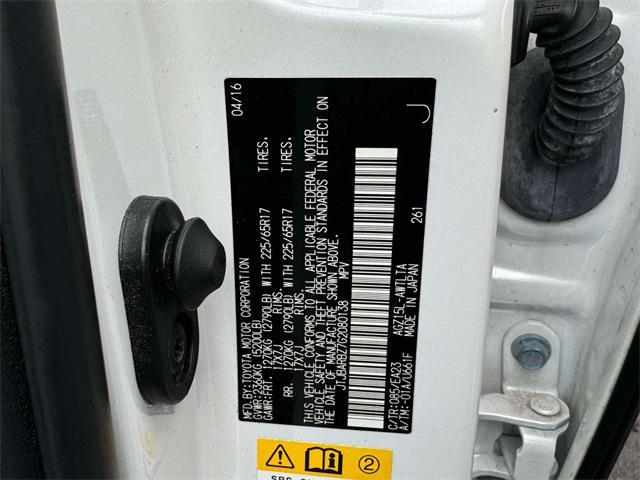 MFD.BY:TOYOTA MOTOR CORPORATION 04/16
GVWR:2360KG (5200LB)
GAWR:FRT. 1270KG (2790LB) WITH 225/65R17 TIRES.
17X7J RIMS.
RR. 1270KG (2790LB) WITH 225/65R17 TIRES.
17X7J RIMS.
THIS VEHICLE CONFORMS TO ALL APPLICABLE FEDERAL MOTOR
VEHICLE SAFETY AND THEFT PREVENTION STANDARDS IN EFFECT ON
THE DATE OF MANUFACTURE SHOWN ABOVE.
JTJBARBZ7G2080138 MPV
J
261
C/TR:085/EA23 AGZ15L-AWTLTA
A/TM:-01A/U661F MADE IN JAPAN
2
SRS